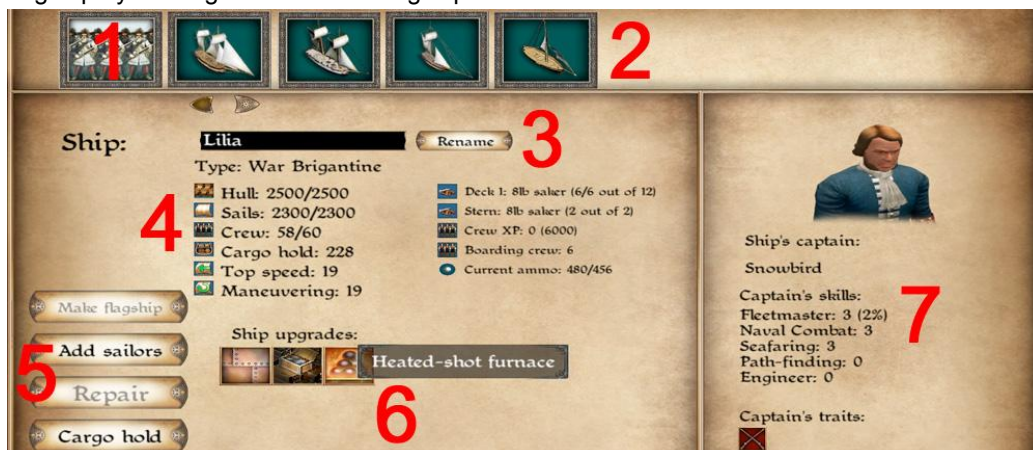 1
2
3
Ship:
Lilia
Rename
Type: War Brigantine
4
Hull: 2500/2500
Sails: 2300/2300
Crew: 58/60
Cargo hold: 228
Top speed: 19
Maneuvering: 19
Deck 1: 8lb saker (6/6 out of 12)
Stern: 8lb saker (2 out of 2)
Crew XP: 0 (6000)
Boarding crew: 6
Current ammo: 480/456
5
Make flagship
Add sailors
Repair
Cargo hold
Ship upgrades:
Heated-shot furnace
6
Ship's captain:
Snowbird
Captain's skills:
Fleetmaster: 3 (2%)
Naval Combat: 3
Seafaring: 3
Path-finding: 0
Engineer: 0
7
Captain's traits: